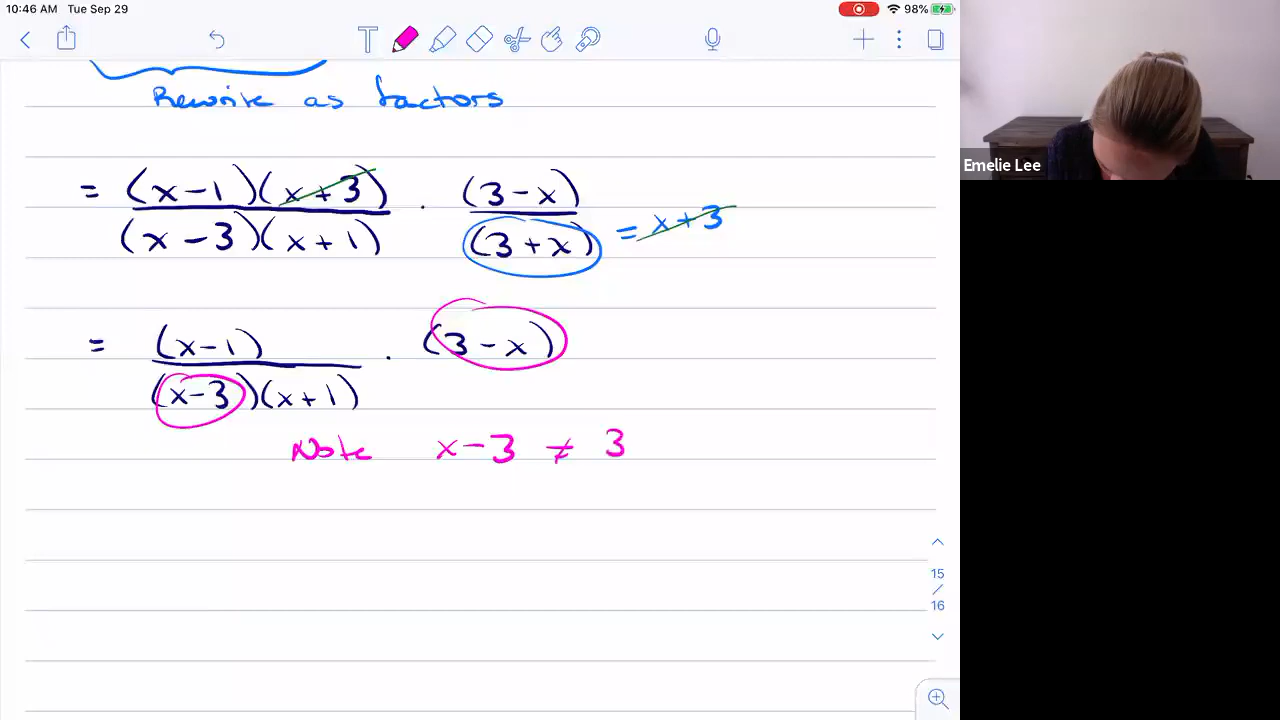 10:46 AM Tue Sep 29
98%
Rewrite as factors
= (x-1)(x+3) / (x-3)(x+1) · (3-x) / (3+x) = x+3
= (x-1) / (x-3)(x+1) · (3-x)
Note x-3 ≠ 3
Emelie Lee
15
/
16